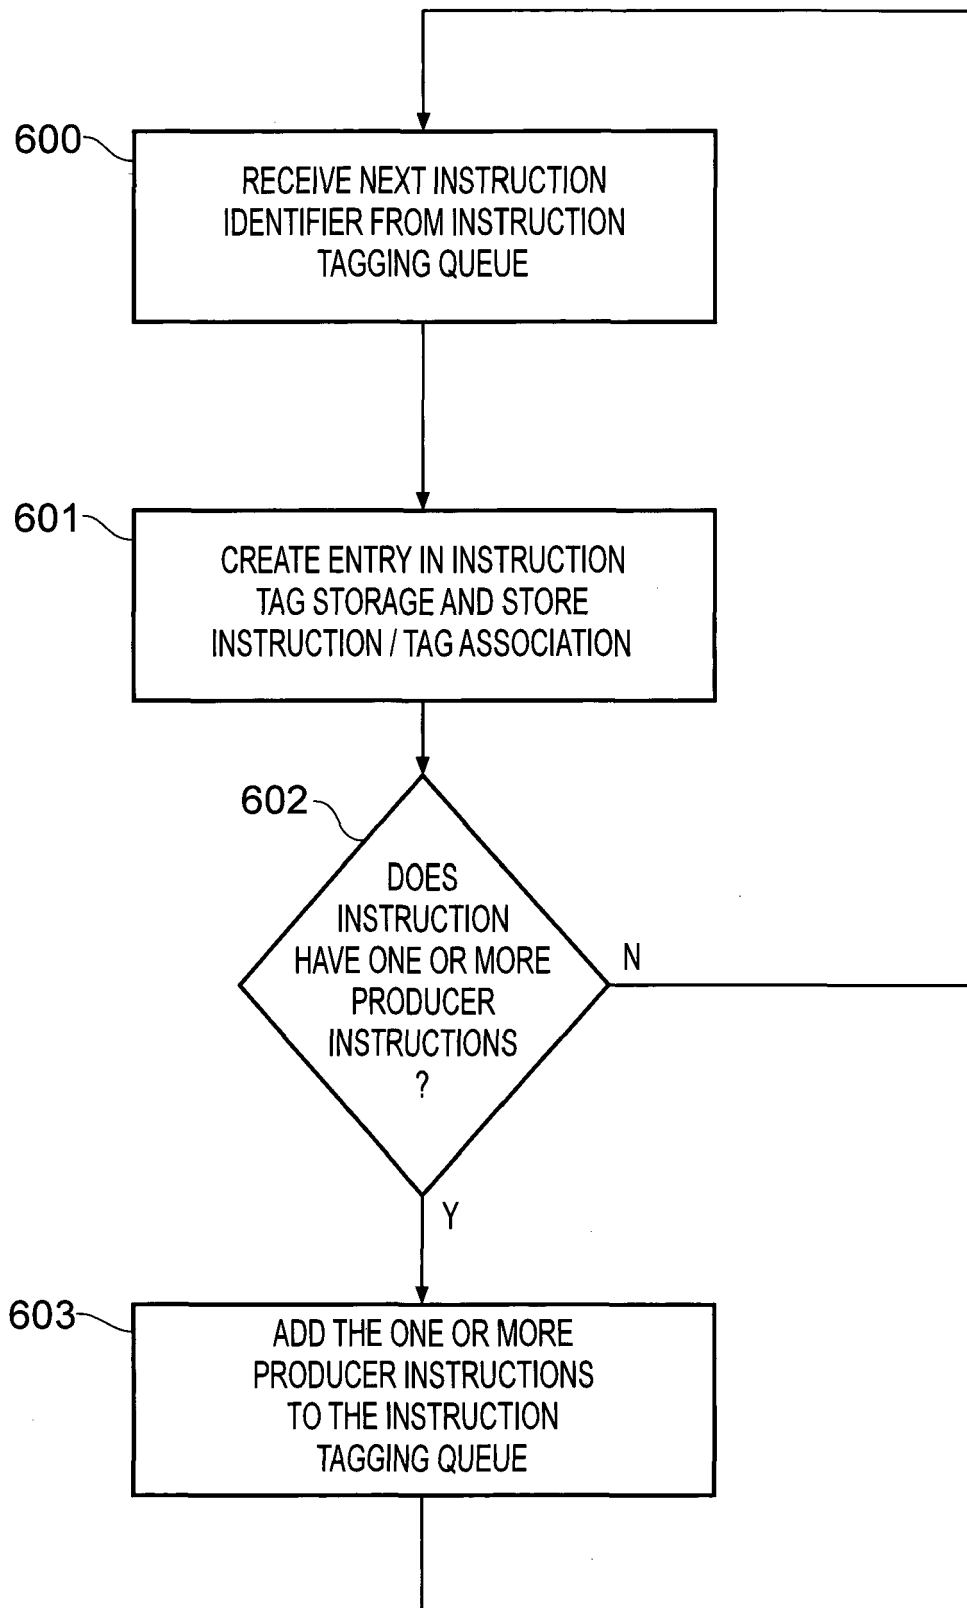 600
RECEIVE NEXT INSTRUCTION
IDENTIFIER FROM INSTRUCTION
TAGGING QUEUE
601
CREATE ENTRY IN INSTRUCTION
TAG STORAGE AND STORE
INSTRUCTION / TAG ASSOCIATION
602
DOES
INSTRUCTION
HAVE ONE OR MORE
PRODUCER
INSTRUCTIONS
?
N
Y
603
ADD THE ONE OR MORE
PRODUCER INSTRUCTIONS
TO THE INSTRUCTION
TAGGING QUEUE